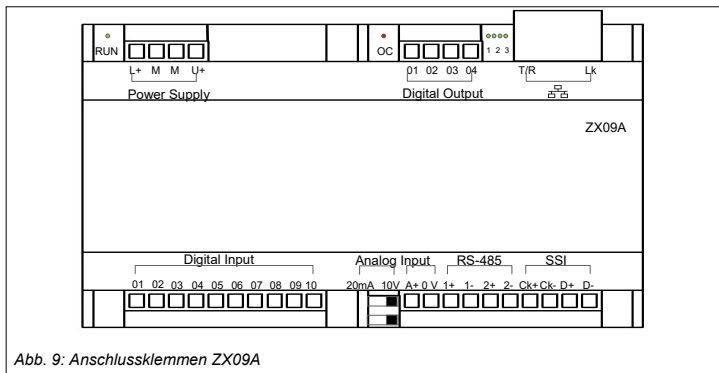 RUN
OC
1 2 3
L+ M M U+
01 02 03 04
T/R Lk
Power Supply
Digital Output
ZX09A
Digital Input
Analog Input
RS-485
SSI
01 02 03 04 05 06 07 08 09 10
20mA 10V A+ 0 V 1+ 1- 2+ 2- Ck+ Ck- D+ D-
Abb. 9: Anschlussklemmen ZX09A